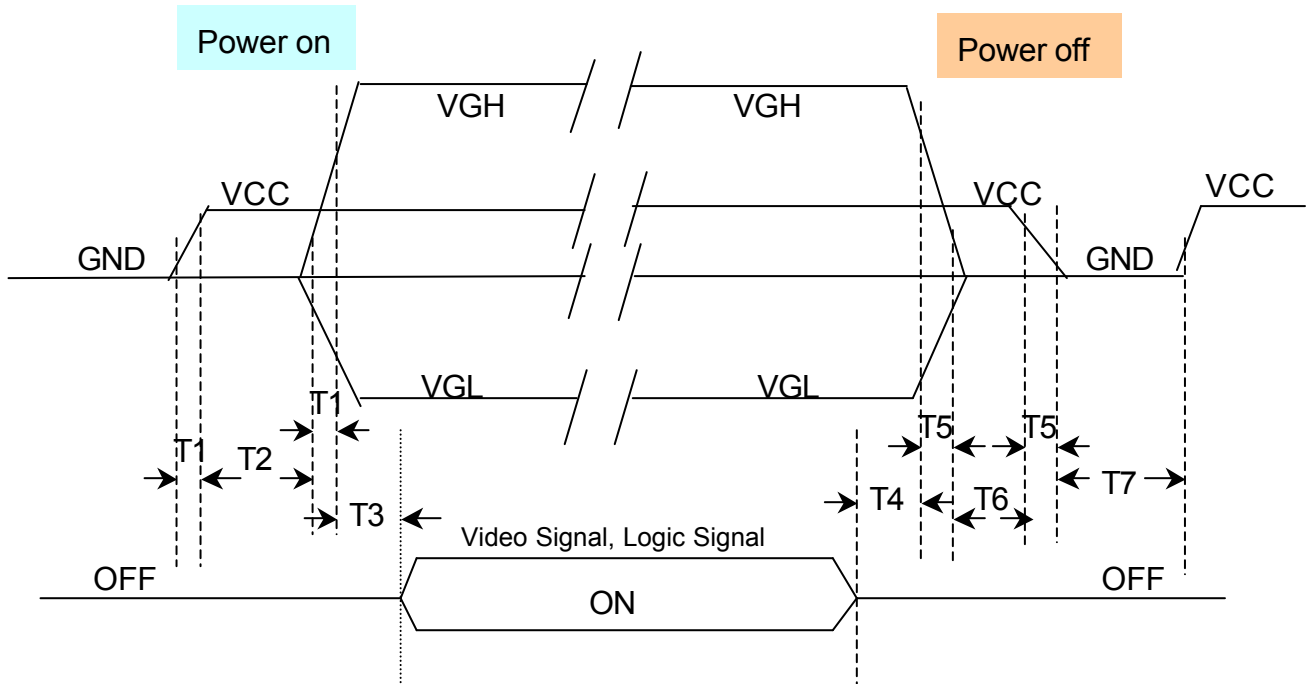 Power on
Power off
VGH
VGH
VCC
VCC
VCC
GND
GND
VGL
VGL
T1
T5
T5
T1
T2
T7
T3
T4
T6
Video Signal, Logic Signal
OFF
ON
OFF